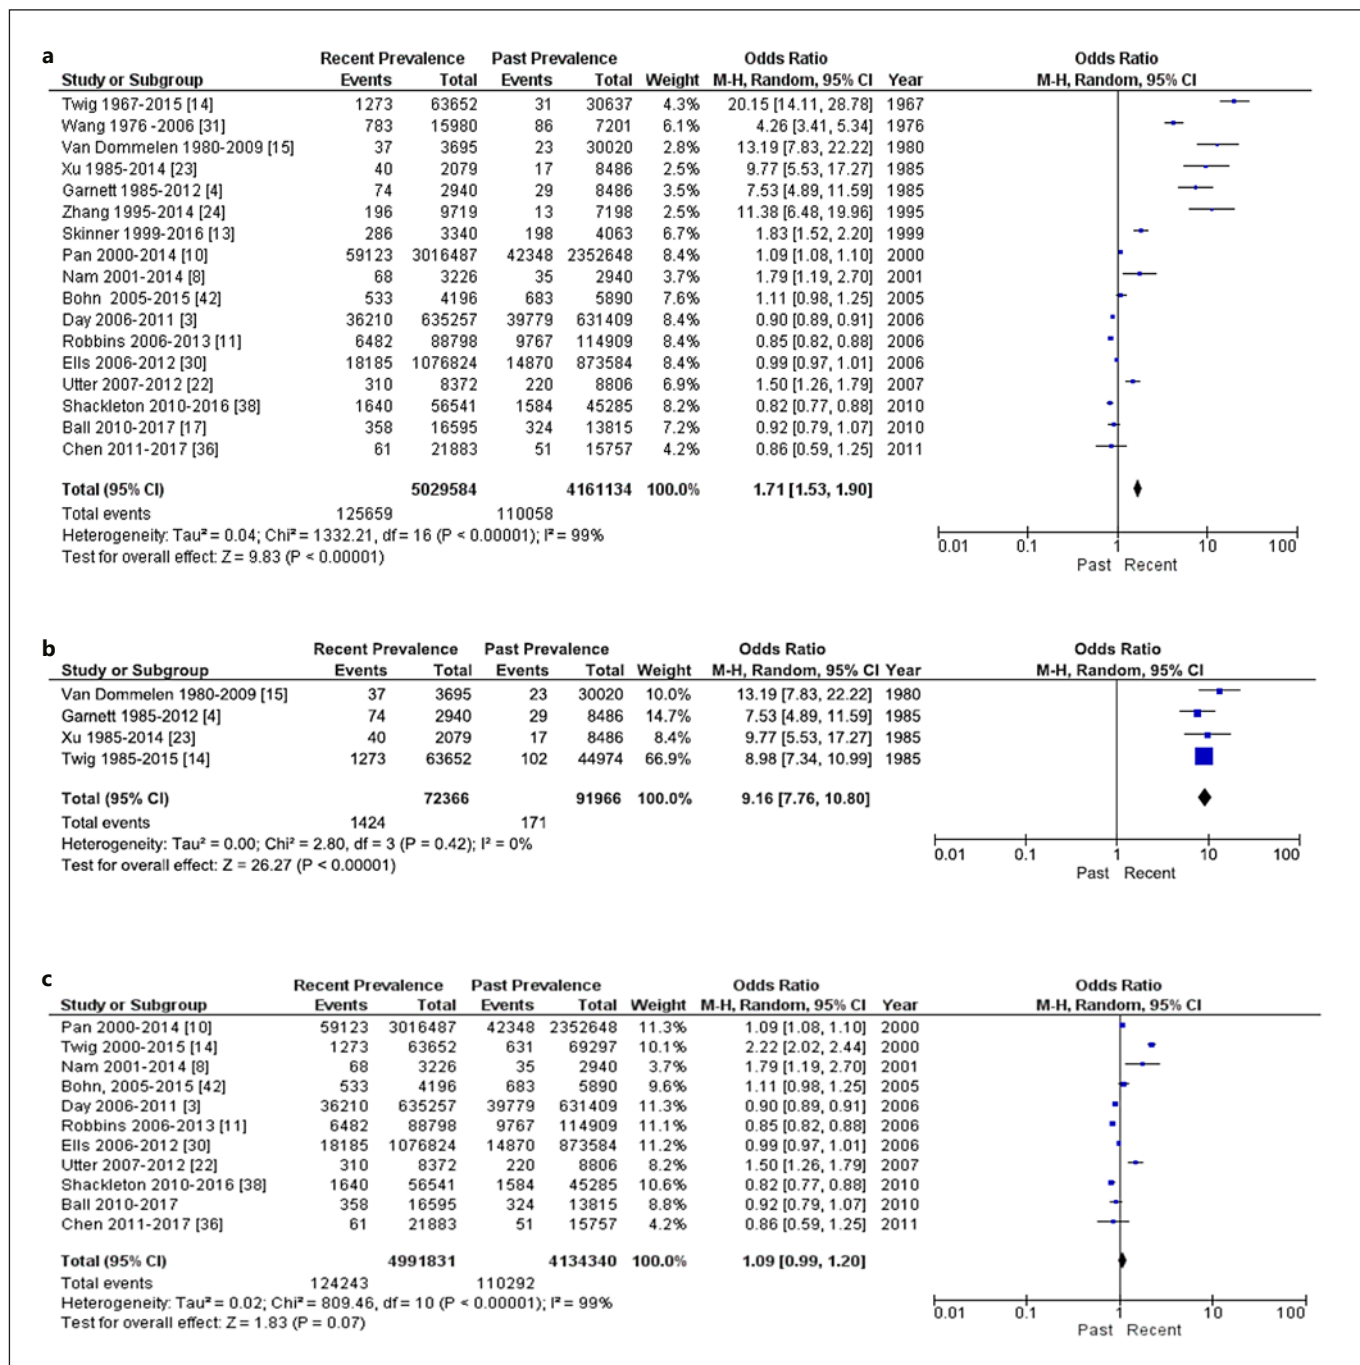 a
Recent Prevalence Past Prevalence Odds Ratio Odds Ratio
Study or Subgroup Events Total Events Total Weight M-H, Random, 95% CI Year M-H, Random, 95% CI
Twig 1967-2015 [14] 1273 63652 31 30637 4.3% 20.15 [14.11, 28.78] 1967
Wang 1976 -2006 [31] 783 15980 86 7201 6.1% 4.26 [3.41, 5.34] 1976
Van Dommelen 1980-2009 [15] 37 3695 23 30020 2.8% 13.19 [7.83, 22.22] 1980
Xu 1985-2014 [23] 40 2079 17 8486 2.5% 9.77 [5.53, 17.27] 1985
Garnett 1985-2012 [4] 74 2940 29 8486 3.5% 7.53 [4.89, 11.59] 1985
Zhang 1995-2014 [24] 196 9719 13 7198 2.5% 11.38 [6.48, 19.96] 1995
Skinner 1999-2016 [13] 286 3340 198 4063 6.7% 1.83 [1.52, 2.20] 1999
Pan 2000-2014 [10] 59123 3016487 42348 2352648 8.4% 1.09 [1.08, 1.10] 2000
Nam 2001-2014 [8] 68 3226 35 2940 3.7% 1.79 [1.19, 2.70] 2001
Bohn 2005-2015 [42] 533 4196 683 5890 7.6% 1.11 [0.98, 1.25] 2005
Day 2006-2011 [3] 36210 635257 39779 631409 8.4% 0.90 [0.89, 0.91] 2006
Robbins 2006-2013 [11] 6482 88798 9767 114909 8.4% 0.85 [0.82, 0.88] 2006
Ells 2006-2012 [30] 18185 1076824 14870 873584 8.4% 0.99 [0.97, 1.01] 2006
Utter 2007-2012 [22] 310 8372 220 8806 6.9% 1.50 [1.26, 1.79] 2007
Shackleton 2010-2016 [38] 1640 56541 1584 45285 8.2% 0.82 [0.77, 0.88] 2010
Ball 2010-2017 [17] 358 16595 324 13815 7.2% 0.92 [0.79, 1.07] 2010
Chen 2011-2017 [36] 61 21883 51 15757 4.2% 0.86 [0.59, 1.25] 2011
Total (95% CI) 5029584 4161134 100.0% 1.71 [1.53, 1.90]
Total events 125659 110058
Heterogeneity: Tau² = 0.04; Chi² = 1332.21, df = 16 (P < 0.00001); I² = 99%
Test for overall effect: Z = 9.83 (P < 0.00001)
0.01 0.1 1 10 100
Past Recent
b
Recent Prevalence Past Prevalence Odds Ratio Odds Ratio
Study or Subgroup Events Total Events Total Weight M-H, Random, 95% CI Year M-H, Random, 95% CI
Van Dommelen 1980-2009 [15] 37 3695 23 30020 10.0% 13.19 [7.83, 22.22] 1980
Garnett 1985-2012 [4] 74 2940 29 8486 14.7% 7.53 [4.89, 11.59] 1985
Xu 1985-2014 [23] 40 2079 17 8486 8.4% 9.77 [5.53, 17.27] 1985
Twig 1985-2015 [14] 1273 63652 102 44974 66.9% 8.98 [7.34, 10.99] 1985
Total (95% CI) 72366 91966 100.0% 9.16 [7.76, 10.80]
Total events 1424 171
Heterogeneity: Tau² = 0.00; Chi² = 2.80, df = 3 (P = 0.42); I² = 0%
Test for overall effect: Z = 26.27 (P < 0.00001)
0.01 0.1 1 10 100
Past Recent
c
Recent Prevalence Past Prevalence Odds Ratio Odds Ratio
Study or Subgroup Events Total Events Total Weight M-H, Random, 95% CI Year M-H, Random, 95% CI
Pan 2000-2014 [10] 59123 3016487 42348 2352648 11.3% 1.09 [1.08, 1.10] 2000
Twig 2000-2015 [14] 1273 63652 631 69297 10.1% 2.22 [2.02, 2.44] 2000
Nam 2001-2014 [8] 68 3226 35 2940 3.7% 1.79 [1.19, 2.70] 2001
Bohn, 2005-2015 [42] 533 4196 683 5890 9.6% 1.11 [0.98, 1.25] 2005
Day 2006-2011 [3] 36210 635257 39779 631409 11.3% 0.90 [0.89, 0.91] 2006
Robbins 2006-2013 [11] 6482 88798 9767 114909 11.1% 0.85 [0.82, 0.88] 2006
Ells 2006-2012 [30] 18185 1076824 14870 873584 11.2% 0.99 [0.97, 1.01] 2006
Utter 2007-2012 [22] 310 8372 220 8806 8.2% 1.50 [1.26, 1.79] 2007
Shackleton 2010-2016 [38] 1640 56541 1584 45285 10.6% 0.82 [0.77, 0.88] 2010
Ball 2010-2017 358 16595 324 13815 8.8% 0.92 [0.79, 1.07] 2010
Chen 2011-2017 [36] 61 21883 51 15757 4.2% 0.86 [0.59, 1.25] 2011
Total (95% CI) 4991831 4134340 100.0% 1.09 [0.99, 1.20]
Total events 124243 110292
Heterogeneity: Tau² = 0.02; Chi² = 809.46, df = 10 (P < 0.00001); I² = 99%
Test for overall effect: Z = 1.83 (P = 0.07)
0.01 0.1 1 10 100
Past Recent